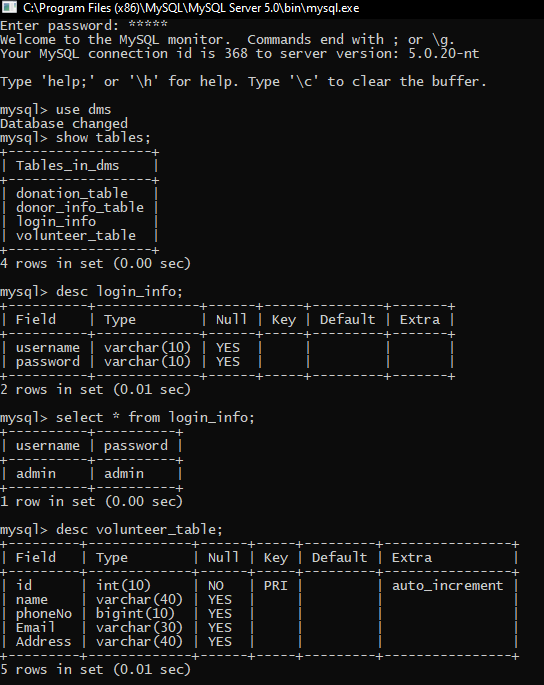 C:\Program Files (x86)\MySQL\MySQL Server 5.0\bin\mysql.exe
Enter password: *****
Welcome to the MySQL monitor.  Commands end with ; or \g.
Your MySQL connection id is 368 to server version: 5.0.20-nt
Type 'help;' or '\h' for help. Type '\c' to clear the buffer.
mysql> use dms
Database changed
mysql> show tables;
+------------------+
| Tables_in_dms    |
+------------------+
| donation_table   |
| donor_info_table |
| login_info       |
| volunteer_table  |
+------------------+
4 rows in set (0.00 sec)
mysql> desc login_info;
+----------+-------------+------+-----+---------+-------+
| Field    | Type        | Null | Key | Default | Extra |
+----------+-------------+------+-----+---------+-------+
| username | varchar(10) | YES  |     |         |       |
| password | varchar(10) | YES  |     |         |       |
+----------+-------------+------+-----+---------+-------+
2 rows in set (0.01 sec)
mysql> select * from login_info;
+----------+----------+
| username | password |
+----------+----------+
| admin    | admin    |
+----------+----------+
1 row in set (0.00 sec)
mysql> desc volunteer_table;
+---------+-------------+------+-----+---------+----------------+
| Field   | Type        | Null | Key | Default | Extra          |
+---------+-------------+------+-----+---------+----------------+
| id      | int(10)     | NO   | PRI |         | auto_increment |
| name    | varchar(40) | YES  |     |         |                |
| phoneNo | bigint(10)  | YES  |     |         |                |
| Email   | varchar(30) | YES  |     |         |                |
| Address | varchar(40) | YES  |     |         |                |
+---------+-------------+------+-----+---------+----------------+
5 rows in set (0.01 sec)